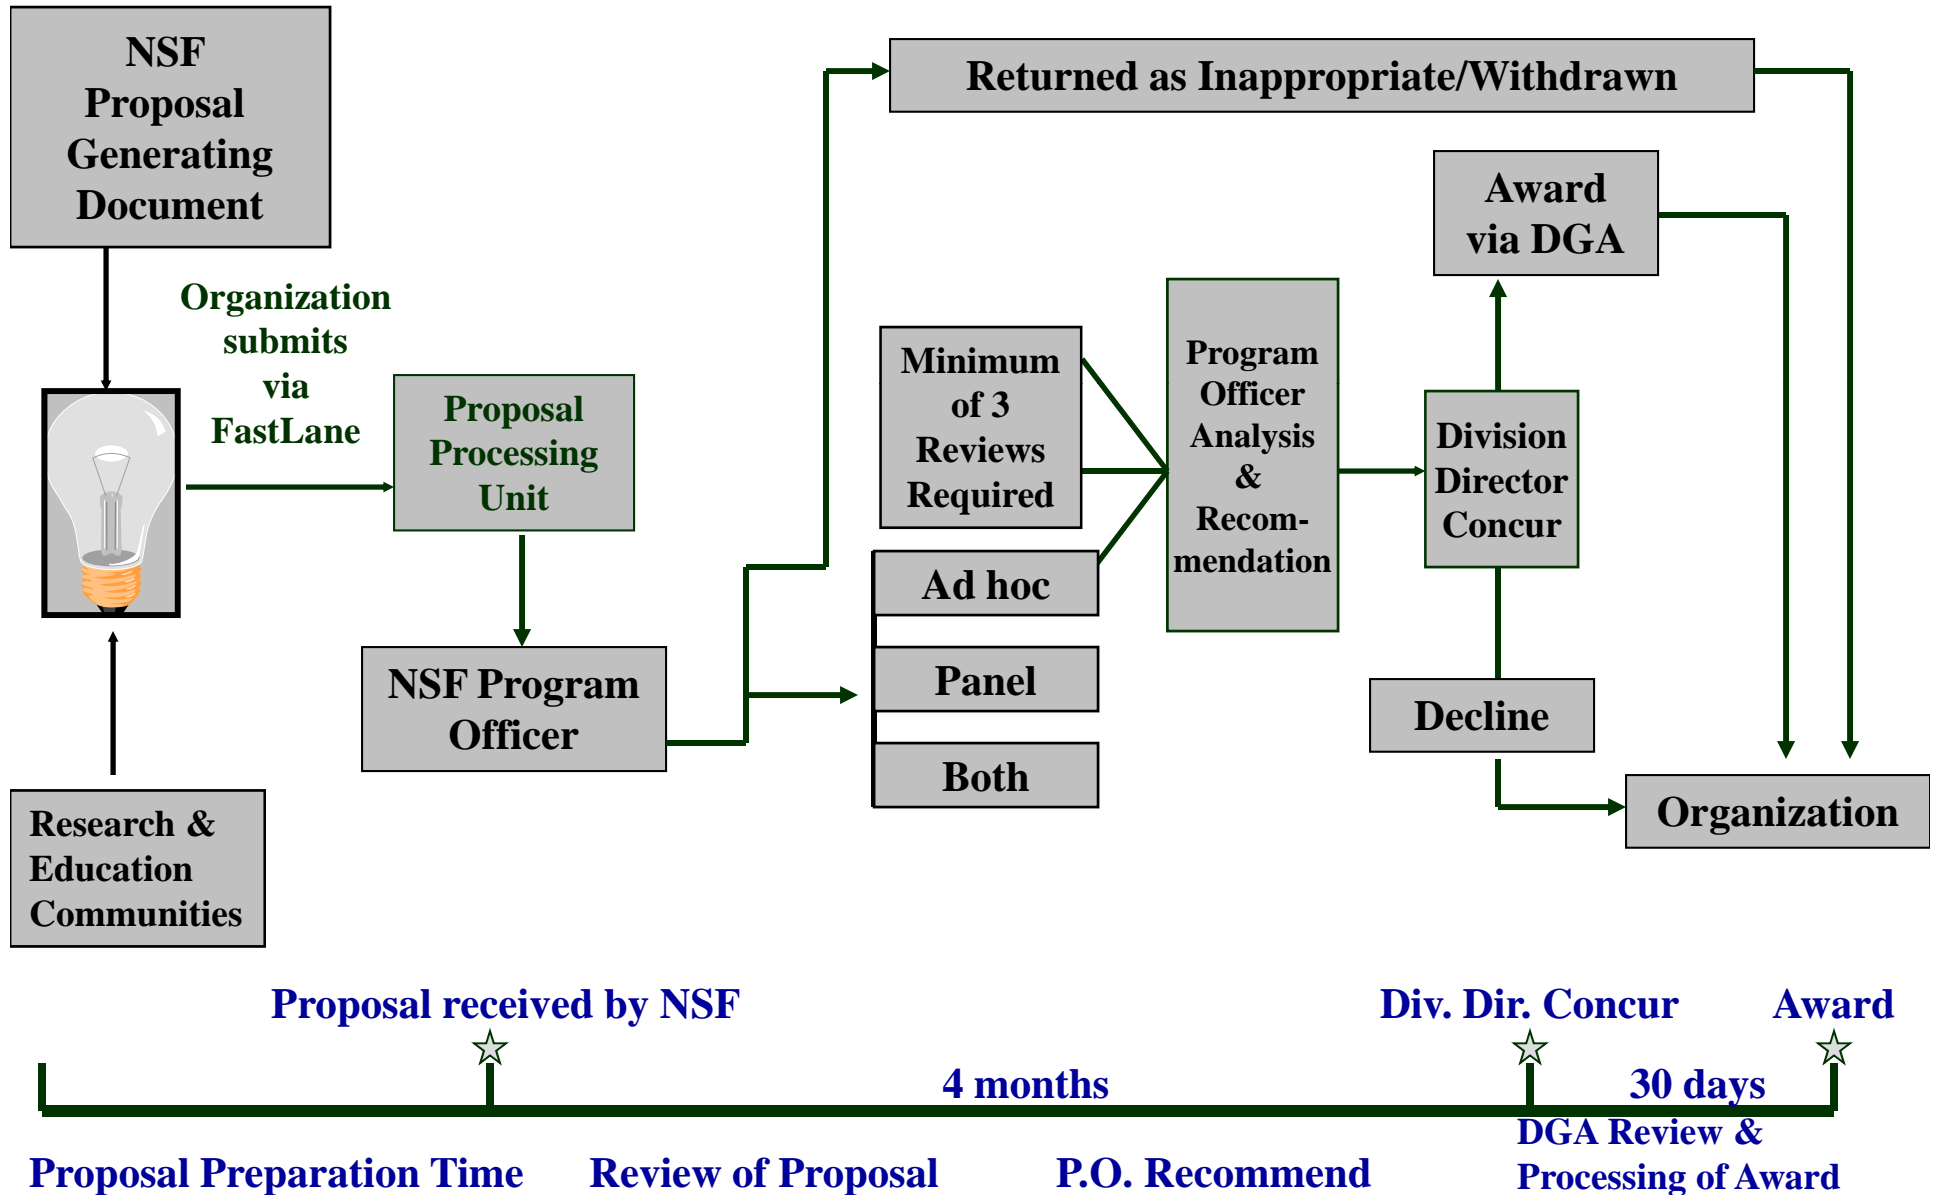 NSF
Proposal
Generating
Document
Organization
submits
via
FastLane
Proposal
Processing
Unit
Research &
Education
Communities
NSF Program
Officer
Returned as Inappropriate/Withdrawn
Minimum
of 3
Reviews
Required
Ad hoc
Panel
Both
Program
Officer
Analysis
&
Recom-
mendation
Division
Director
Concur
Award
via DGA
Decline
Organization
Proposal received by NSF
Div. Dir. Concur
Award
4 months
30 days
Proposal Preparation Time
Review of Proposal
P.O. Recommend
DGA Review &
Processing of Award